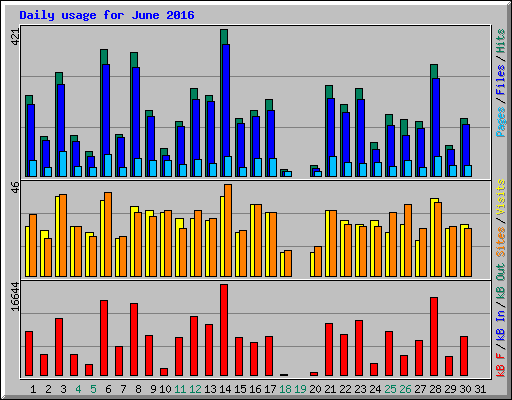 Daily usage for June 2016
421
Pages / Files / Hits
46
Sites / Visits
16644
kB F / kB In / kB Out
1 2 3 4 5 6 7 8 9 10 11 12 13 14 15 16 17 18 19 20 21 22 23 24 25 26 27 28 29 30 31